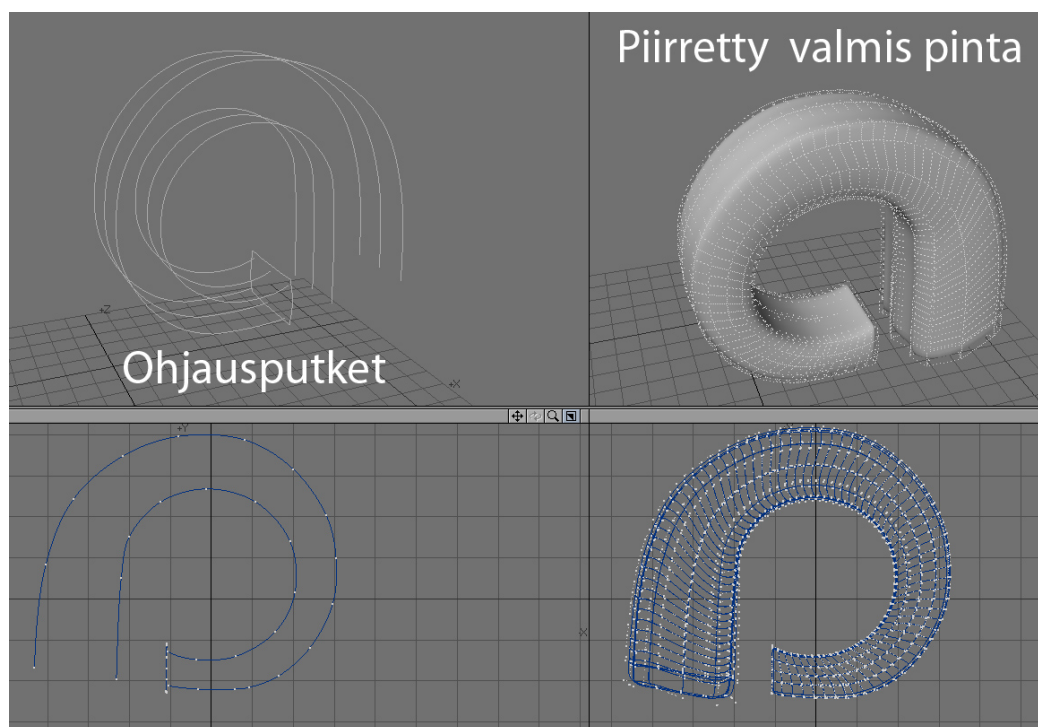 Piirretty valmis pinta
+Z
Ohjausputket
+X
+Y
X